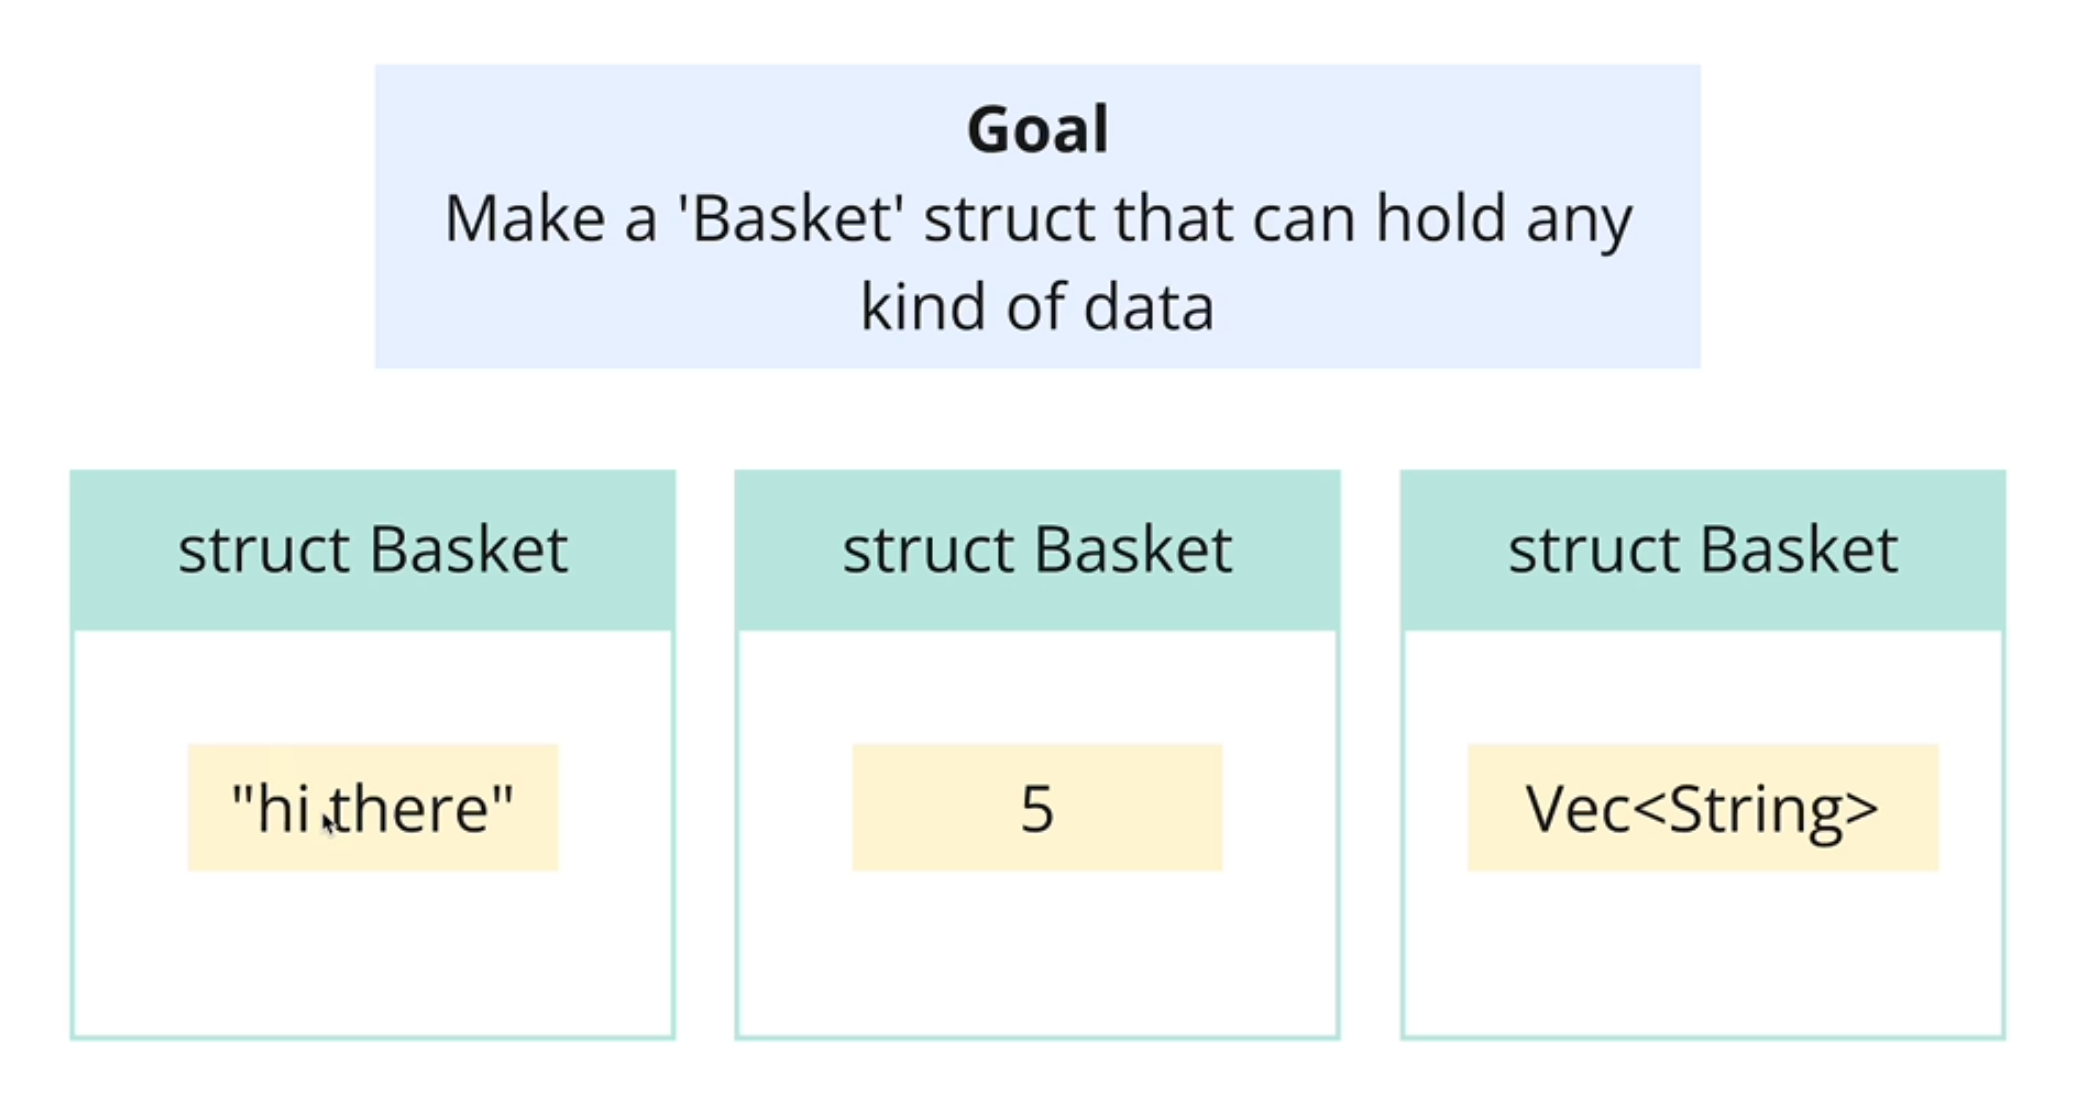 Goal
Make a 'Basket' struct that can hold any
kind of data
struct Basket
struct Basket
struct Basket
"hi there"
5
Vec<String>